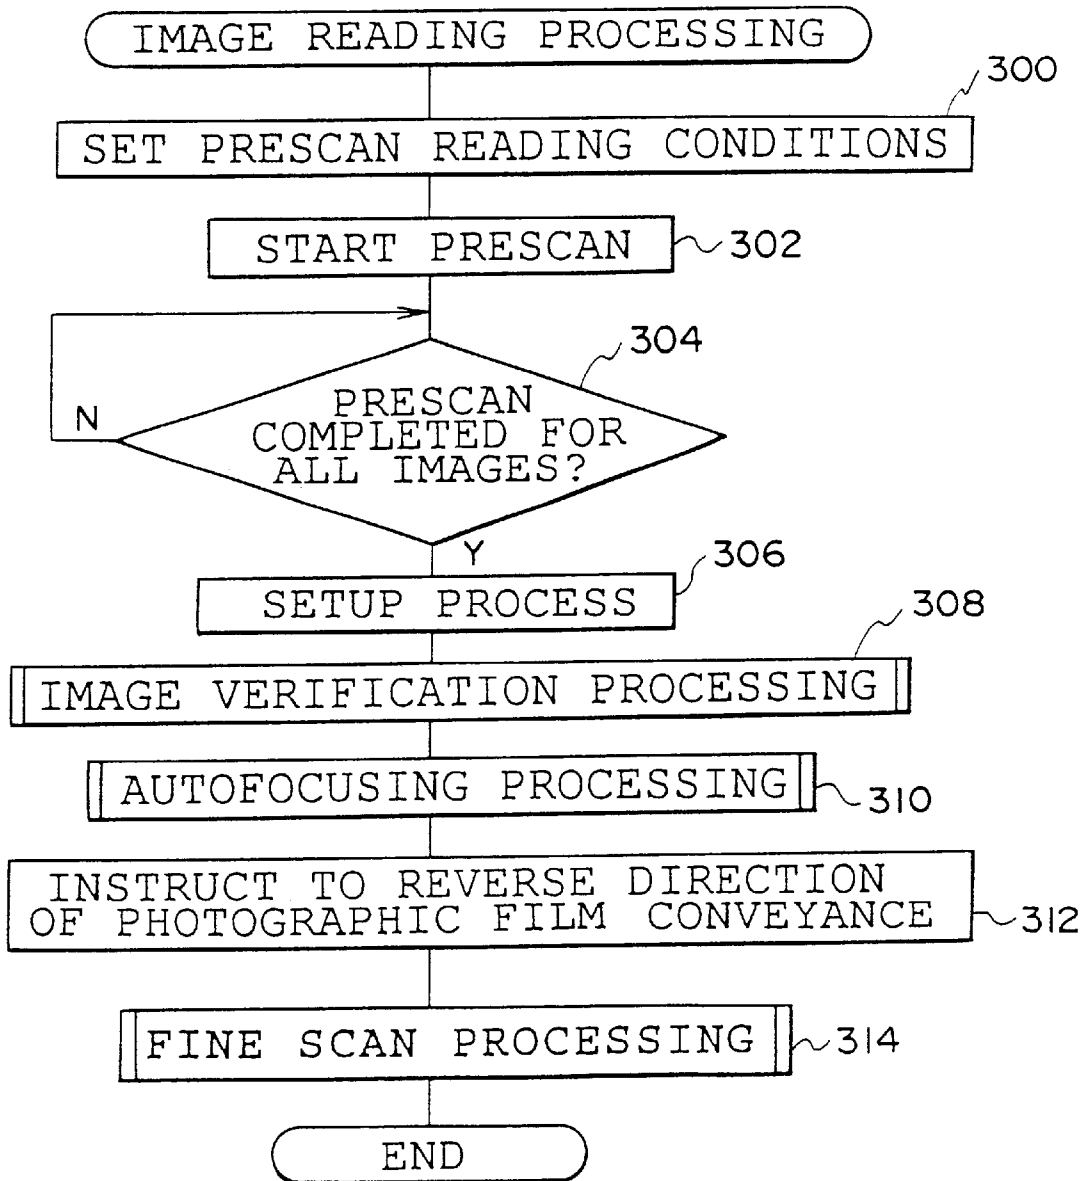 IMAGE READING PROCESSING
300
SET PRESCAN READING CONDITIONS
START PRESCAN
302
304
PRESCAN
COMPLETED FOR
ALL IMAGES?
N
Y
306
SETUP PROCESS
308
IMAGE VERIFICATION PROCESSING
AUTOFOCUSING PROCESSING
310
INSTRUCT TO REVERSE DIRECTION
OF PHOTOGRAPHIC FILM CONVEYANCE
312
FINE SCAN PROCESSING
314
END